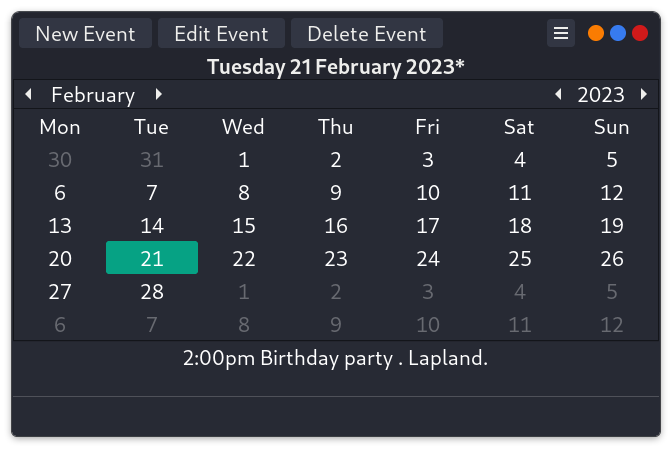 New Event Edit Event Delete Event
Tuesday 21 February 2023*
February 2023
Mon Tue Wed Thu Fri Sat Sun
30 31 1 2 3 4 5
6 7 8 9 10 11 12
13 14 15 16 17 18 19
20 21 22 23 24 25 26
27 28 1 2 3 4 5
6 7 8 9 10 11 12
2:00pm Birthday party . Lapland.